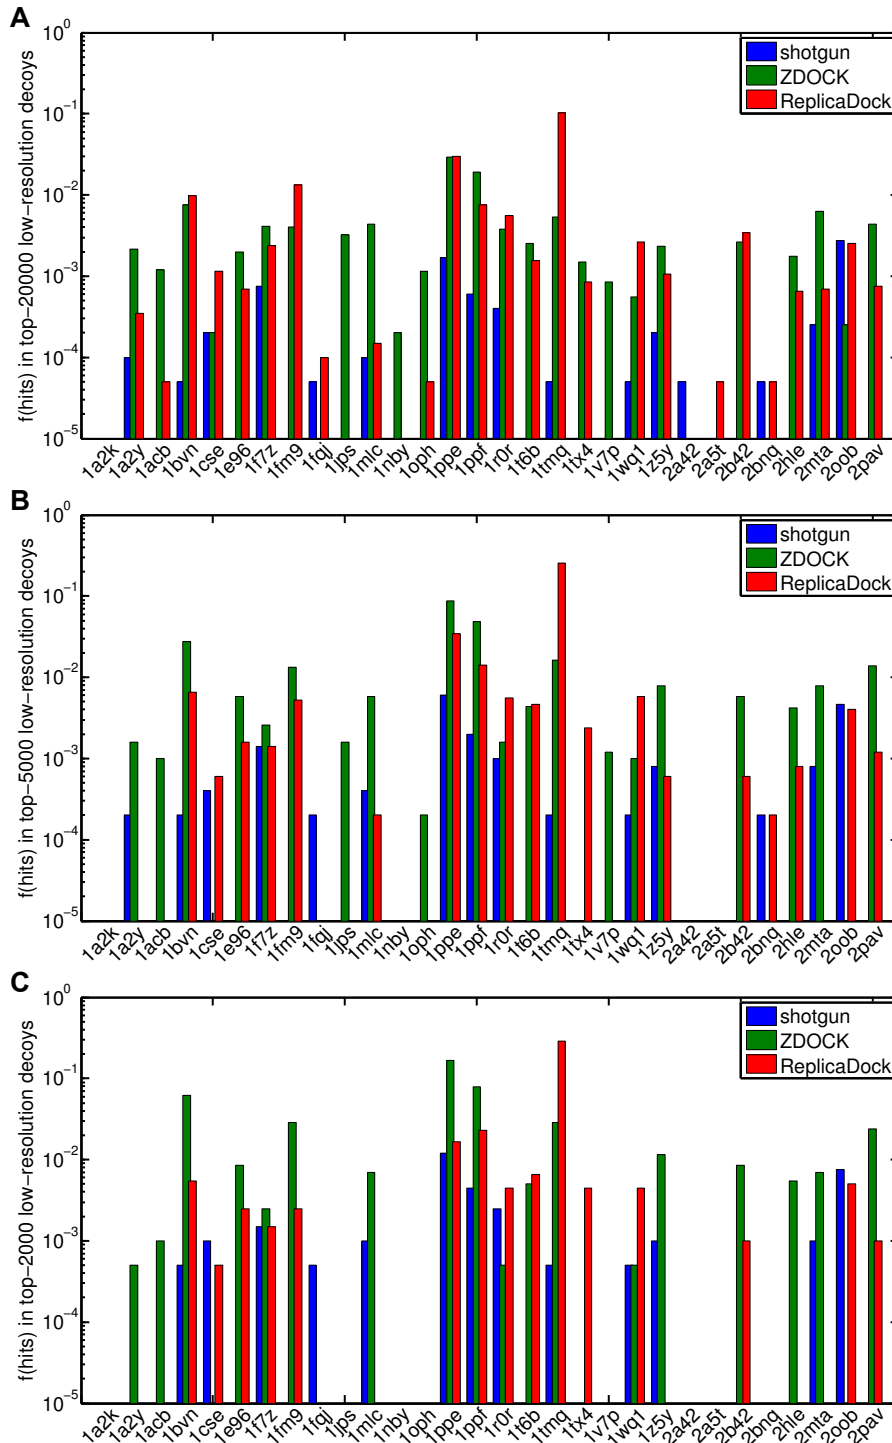 A
f(hits) in top−20000 low−resolution decoys
10^0
10^−1
10^−2
10^−3
10^−4
10^−5
shotgun
ZDOCK
ReplicaDock
1a2k 1a2y 1acb 1bvn 1cse 1e96 1f7z 1fm9 1fqj 1jps 1mlc 1nby 1oph 1ppe 1ppf 1r0r 1t6b 1tmq 1tx4 1v7p 1wq1 1z5y 2a42 2a5t 2b42 2bnq 2hle 2mta 2oob 2pav
B
f(hits) in top−5000 low−resolution decoys
10^0
10^−1
10^−2
10^−3
10^−4
10^−5
shotgun
ZDOCK
ReplicaDock
1a2k 1a2y 1acb 1bvn 1cse 1e96 1f7z 1fm9 1fqj 1jps 1mlc 1nby 1oph 1ppe 1ppf 1r0r 1t6b 1tmq 1tx4 1v7p 1wq1 1z5y 2a42 2a5t 2b42 2bnq 2hle 2mta 2oob 2pav
C
f(hits) in top−2000 low−resolution decoys
10^0
10^−1
10^−2
10^−3
10^−4
10^−5
shotgun
ZDOCK
ReplicaDock
1a2k 1a2y 1acb 1bvn 1cse 1e96 1f7z 1fm9 1fqj 1jps 1mlc 1nby 1oph 1ppe 1ppf 1r0r 1t6b 1tmq 1tx4 1v7p 1wq1 1z5y 2a42 2a5t 2b42 2bnq 2hle 2mta 2oob 2pav